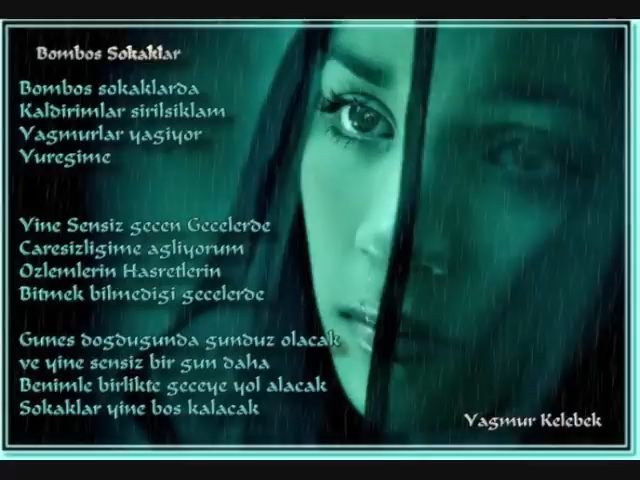 Bombos Sokaklar
Bombos sokaklarda
Kaldirimlar sirilsiklam
Yagmurlar yagiyor
Yuregime
Yine Sensiz gecen Gecelerde
Caresizligime agliyorum
Ozlemlerin Hasretlerin
Bitmek bilmedigi gecelerde
Gunes dogdugunda gunduz olacak
ve yine sensiz bir gun daha
Benimle birlikte geceye yol alacak
Sokaklar yine bos kalacak
Yagmur Kelebek